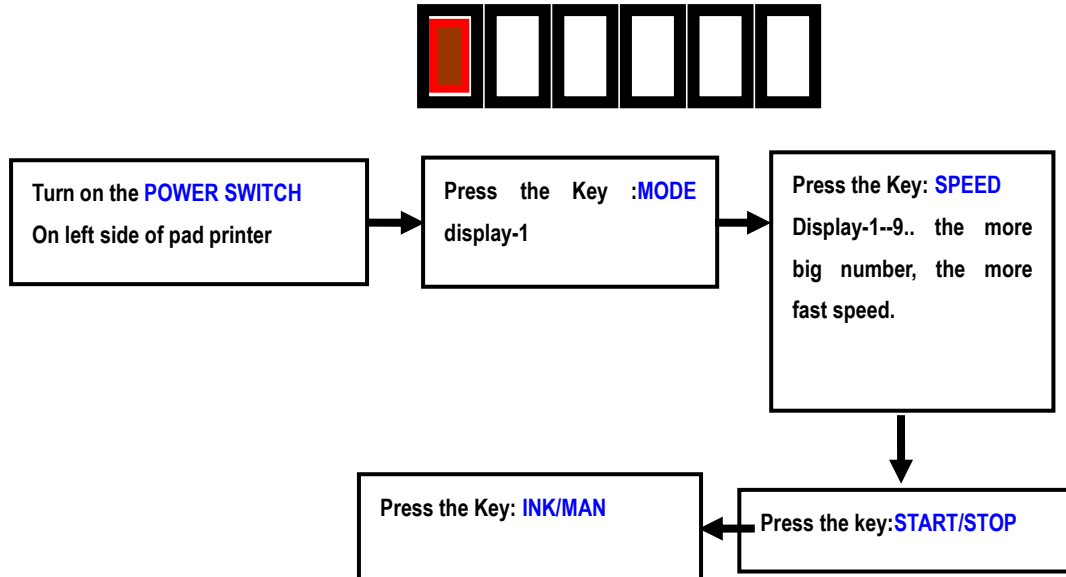 Turn on the POWER SWITCH
On left side of pad printer
Press the Key :MODE
display-1
Press the Key: SPEED
Display-1--9.. the more
big number, the more
fast speed.
Press the key:START/STOP
Press the Key: INK/MAN